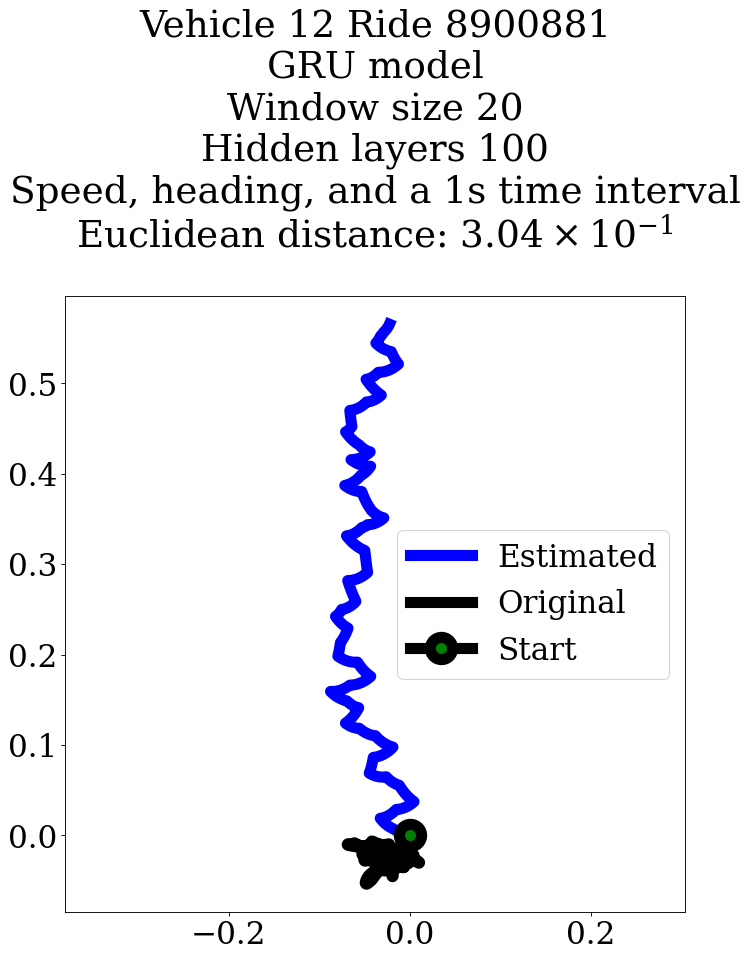 Vehicle 12 Ride 8900881
GRU model
Window size 20
Hidden layers 100
Speed, heading, and a 1s time interval
Euclidean distance: 3.04 × 10⁻¹
0.5
0.4
0.3
0.2
0.1
0.0
Estimated
Original
Start
−0.2 0.0 0.2